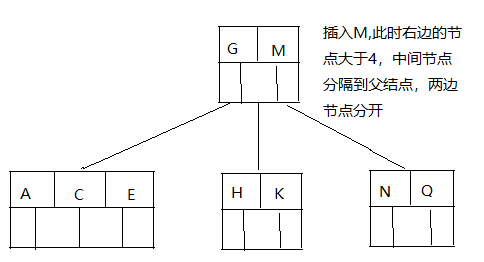 G M
插入M,此时右边的节
点大于4，中间节点
分隔到父结点，两边
节点分开
A C E
H K
N Q